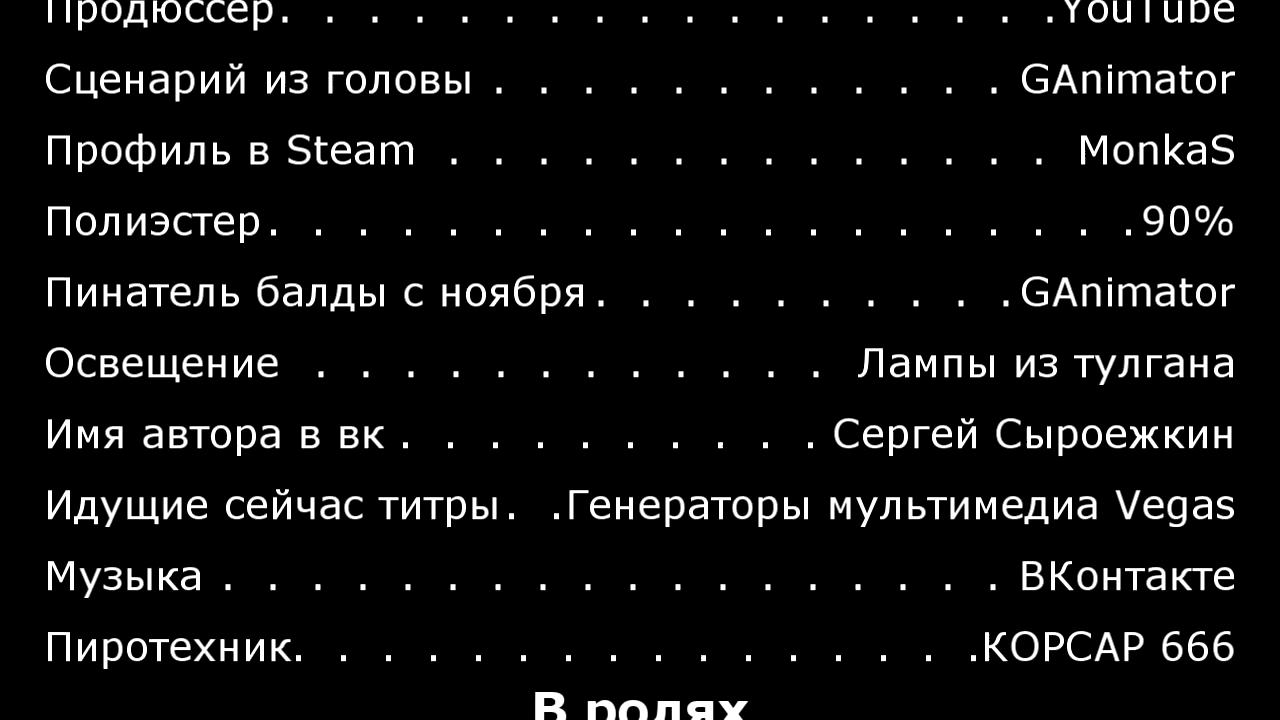 Продюссер. . . . . . . . . . . . . . . . . .YouTube
Сценарий из головы . . . . . . . . . . . . GAnimator
Профиль в Steam . . . . . . . . . . . . . . MonkaS
Полиэстер. . . . . . . . . . . . . . . . . . . .90%
Пинатель балды с ноября. . . . . . . . . .GAnimator
Освещение . . . . . . . . . . . . Лампы из тулгана
Имя автора в вк . . . . . . . . . . Сергей Сыроежкин
Идущие сейчас титры. .Генераторы мультимедиа Vegas
Музыка . . . . . . . . . . . . . . . . . . ВКонтакте
Пиротехник. . . . . . . . . . . . . . . .КОРСАР 666
В ролях